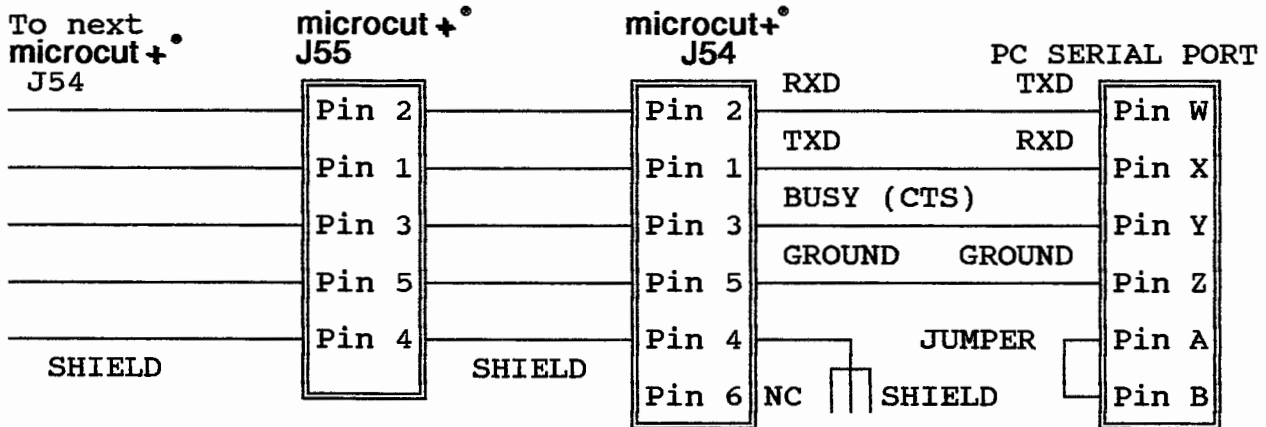 To next
microcut+®
J54
microcut+®
J55
microcut+®
J54
PC SERIAL PORT
RXD TXD
Pin 2 Pin 2 Pin W
TXD RXD
Pin 1 Pin 1 Pin X
BUSY (CTS)
Pin 3 Pin 3 Pin Y
GROUND GROUND
Pin 5 Pin 5 Pin Z
Pin 4 Pin 4 JUMPER Pin A
SHIELD SHIELD
Pin 6 NC SHIELD Pin B